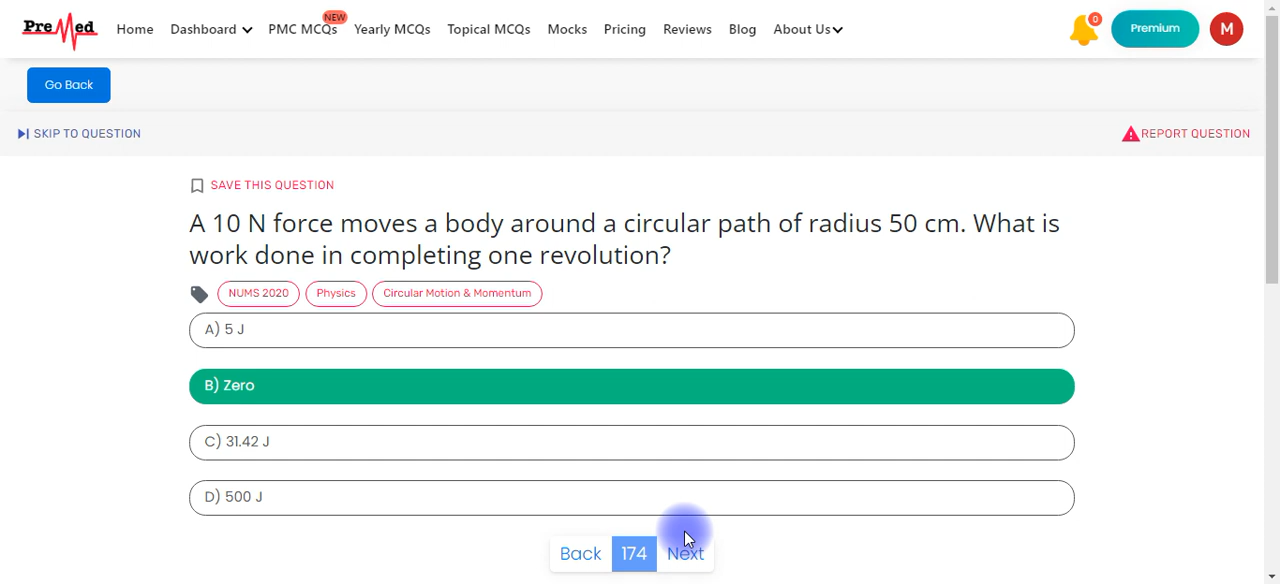 PreMed
Home Dashboard PMC MCQs NEW Yearly MCQs Topical MCQs Mocks Pricing Reviews Blog About Us 0 Premium M
Go Back
SKIP TO QUESTION REPORT QUESTION
SAVE THIS QUESTION
A 10 N force moves a body around a circular path of radius 50 cm. What is
work done in completing one revolution?
NUMS 2020 Physics Circular Motion & Momentum
A) 5 J
B) Zero
C) 31.42 J
D) 500 J
Back 174 Next